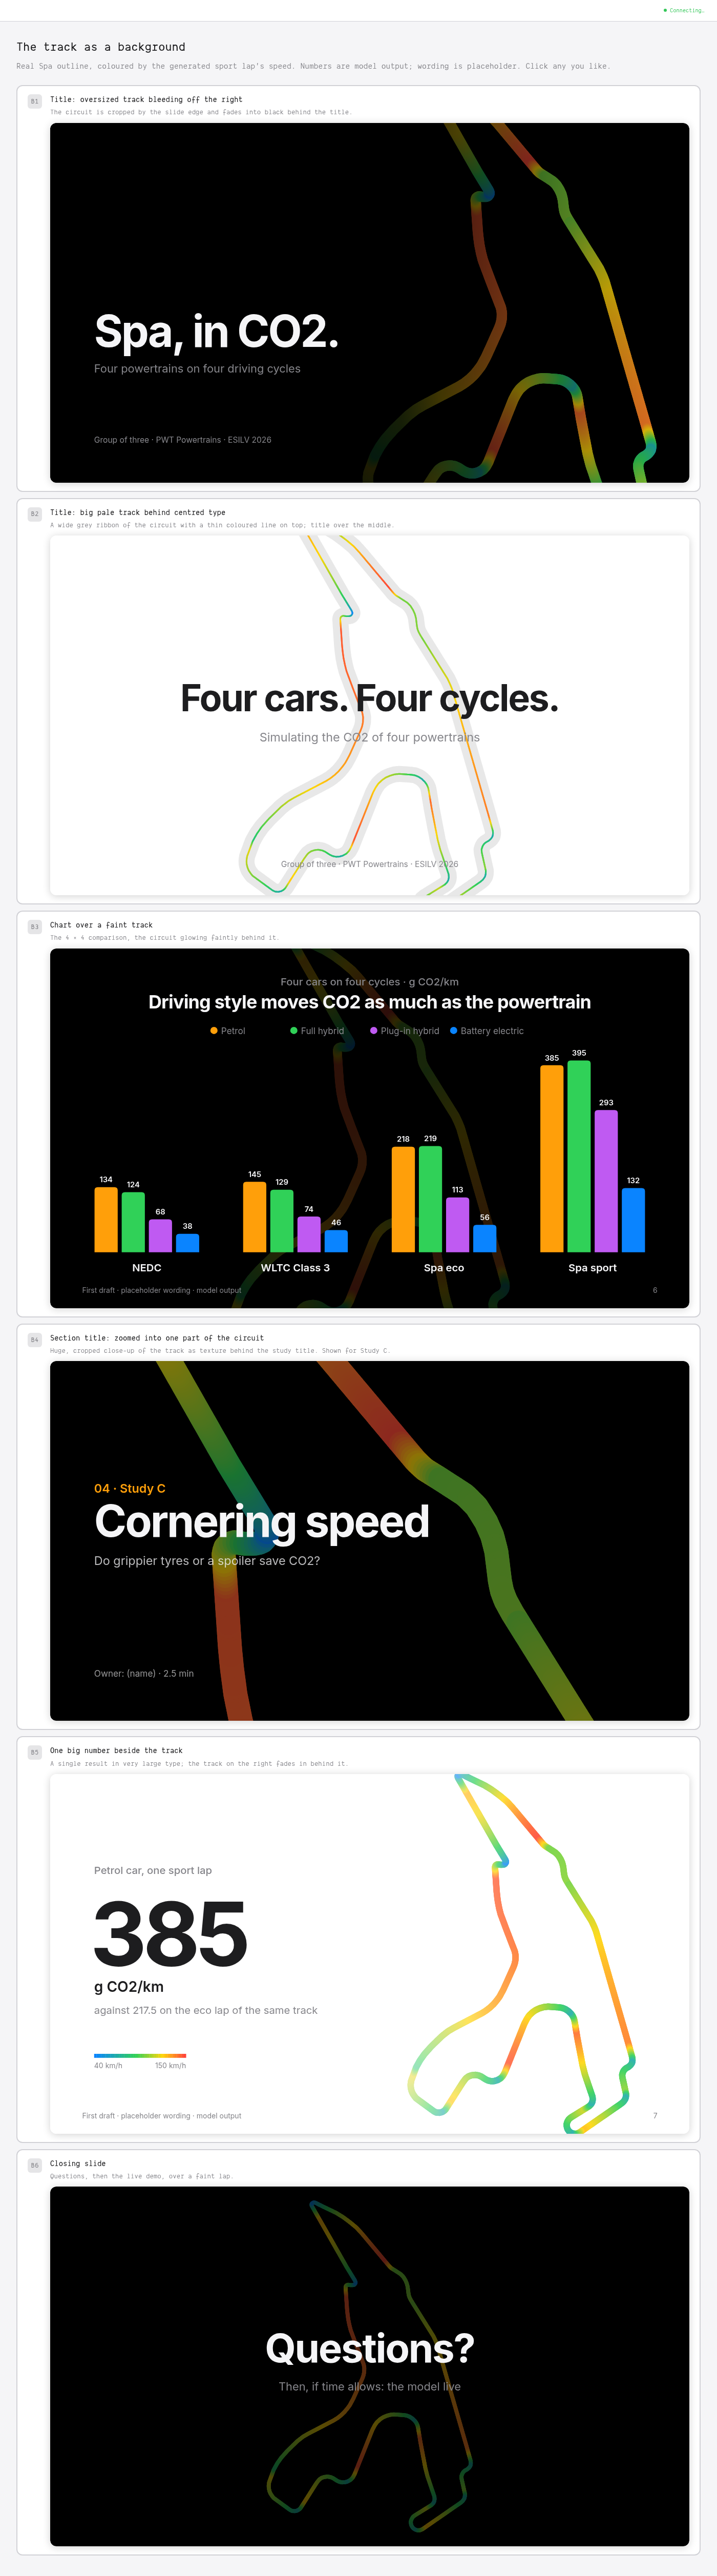 Connecting…
The track as a background
Real Spa outline, coloured by the generated sport lap's speed. Numbers are model output; wording is placeholder. Click any you like.
B1
Title: oversized track bleeding off the right
The circuit is cropped by the slide edge and fades into black behind the title.
Spa, in CO2.
Four powertrains on four driving cycles
Group of three · PWT Powertrains · ESILV 2026
B2
Title: big pale track behind centred type
A wide grey ribbon of the circuit with a thin coloured line on top; title over the middle.
Four cars. Four cycles.
Simulating the CO2 of four powertrains
Group of three · PWT Powertrains · ESILV 2026
B3
Chart over a faint track
The 4 × 4 comparison, the circuit glowing faintly behind it.
Four cars on four cycles · g CO2/km
Driving style moves CO2 as much as the powertrain
Petrol Full hybrid Plug-in hybrid Battery electric
134 124 68 38
145 129 74 46
218 219 113 56
385 395 293 132
NEDC WLTC Class 3 Spa eco Spa sport
First draft · placeholder wording · model output 6
B4
Section title: zoomed into one part of the circuit
Huge, cropped close-up of the track as texture behind the study title. Shown for Study C.
04 · Study C
Cornering speed
Do grippier tyres or a spoiler save CO2?
Owner: (name) · 2.5 min
B5
One big number beside the track
A single result in very large type; the track on the right fades in behind it.
Petrol car, one sport lap
385
g CO2/km
against 217.5 on the eco lap of the same track
40 km/h 150 km/h
First draft · placeholder wording · model output 7
B6
Closing slide
Questions, then the live demo, over a faint lap.
Questions?
Then, if time allows: the model live